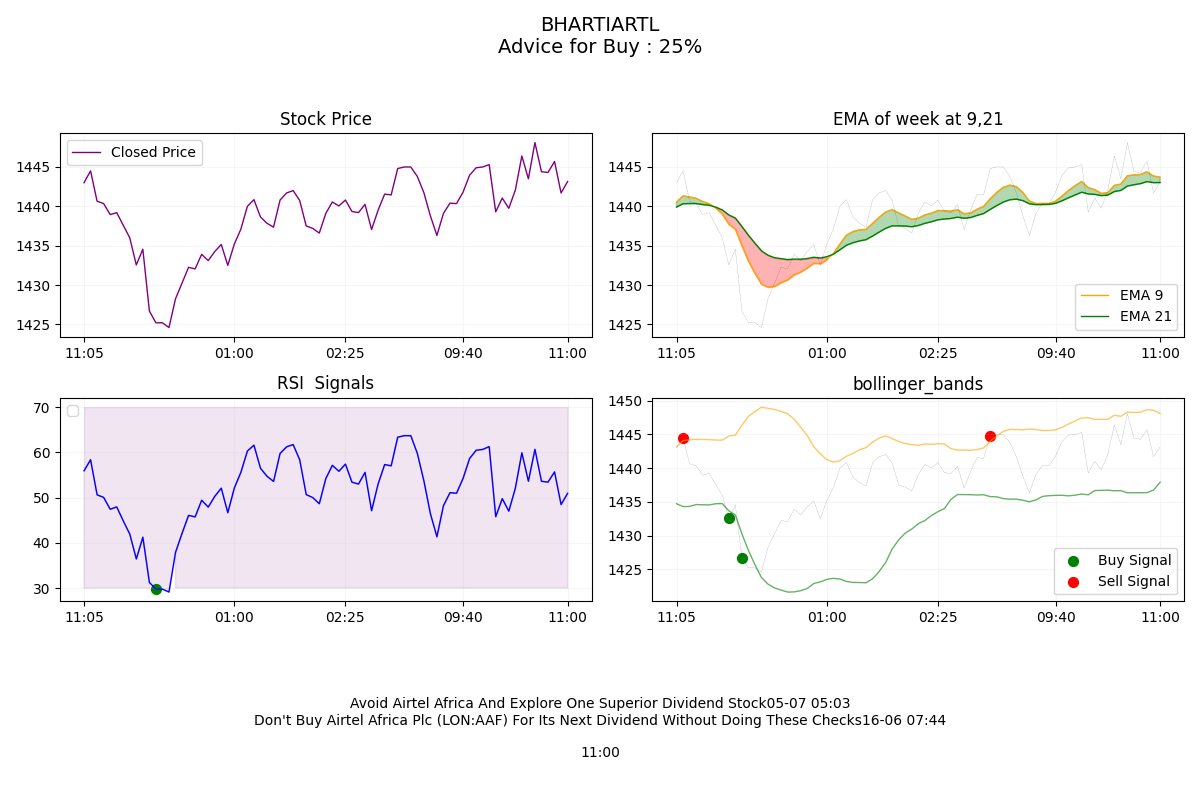 BHARTIARTL
Advice for Buy : 25%
Stock Price
Closed Price
1445
1440
1435
1430
1425
11:05 01:00 02:25 09:40 11:00
EMA of week at 9,21
1445
1440
1435
1430
1425
EMA 9
EMA 21
11:05 01:00 02:25 09:40 11:00
RSI  Signals
70
60
50
40
30
11:05 01:00 02:25 09:40 11:00
bollinger_bands
1450
1445
1440
1435
1430
1425
Buy Signal
Sell Signal
11:05 01:00 02:25 09:40 11:00
Avoid Airtel Africa And Explore One Superior Dividend Stock05-07 05:03
Don't Buy Airtel Africa Plc (LON:AAF) For Its Next Dividend Without Doing These Checks16-06 07:44
11:00